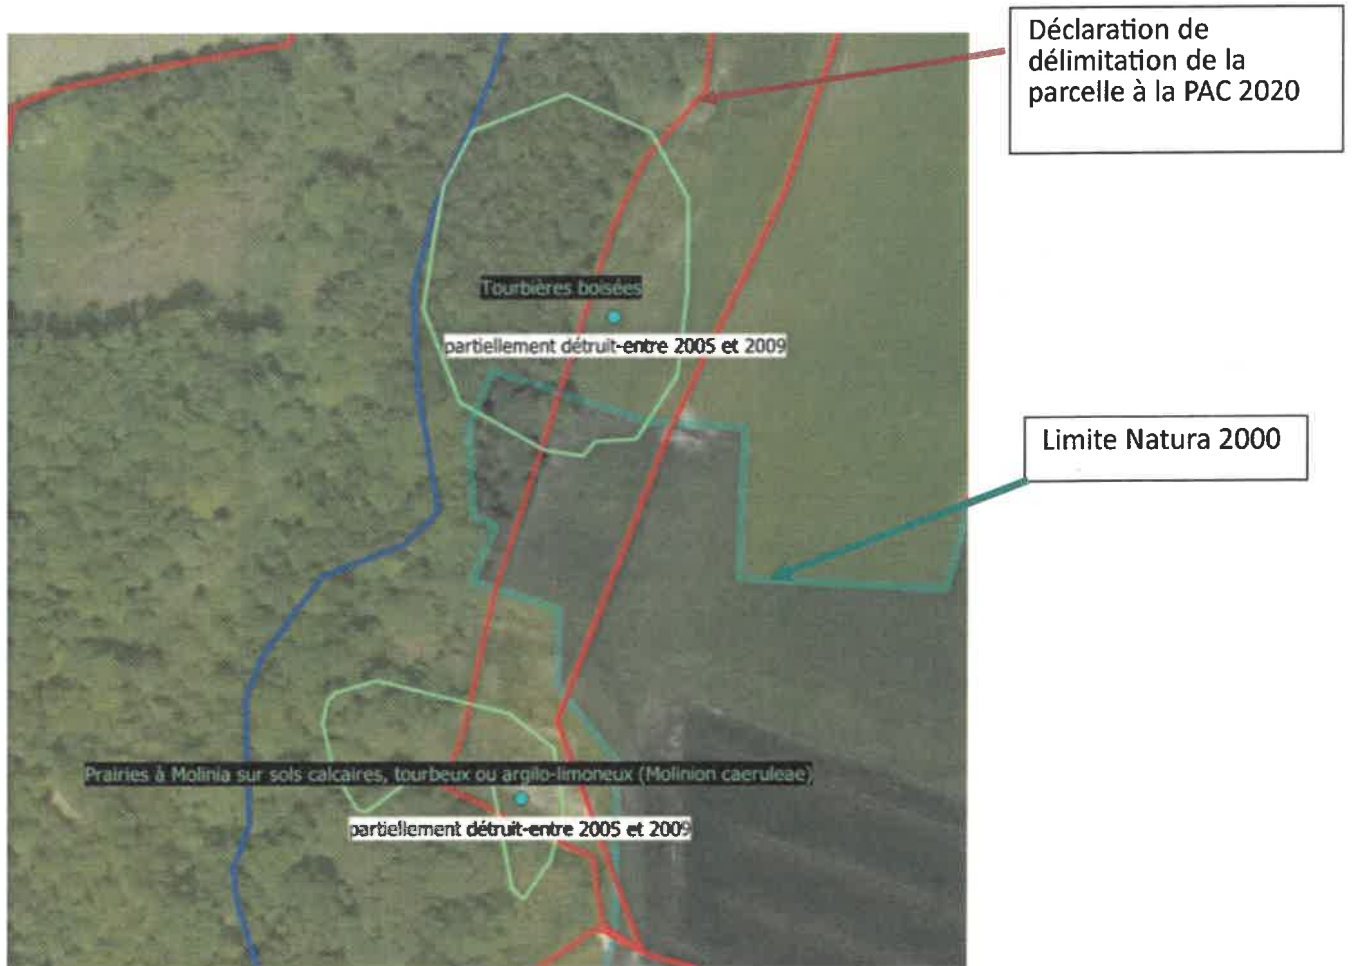 Déclaration de
délimitation de la
parcelle à la PAC 2020
Tourbières boisées
partiellement détruit-entre 2005 et 2009
Limite Natura 2000
Prairies à Molinia sur sols calcaires, tourbeux ou argilo-limoneux (Molinion caeruleae)
partiellement détruit-entre 2005 et 2009